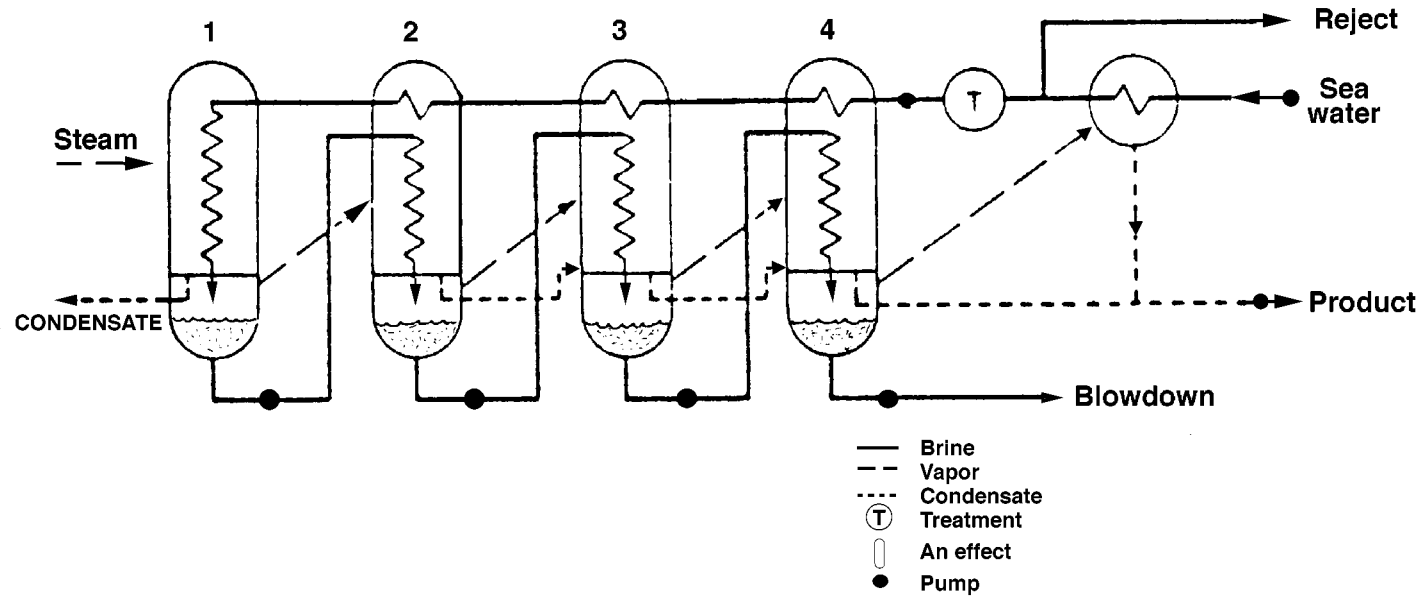 1
2
3
4
Reject
Sea
water
T
Steam
CONDENSATE
Product
Blowdown
Brine
Vapor
Condensate
T Treatment
An effect
Pump